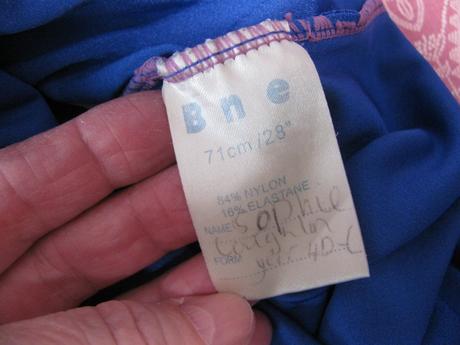 Bne
71cm/28"
84% NYLON
16% ELASTANE
NAME Sophie
FORM